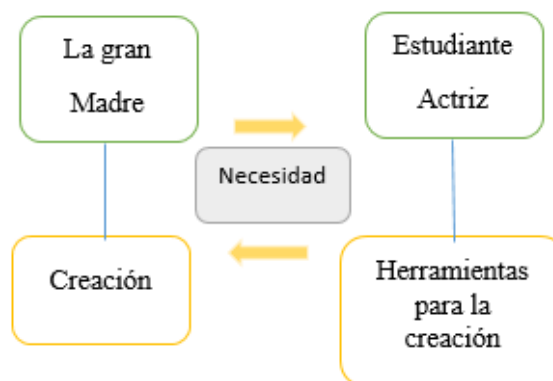 La gran
Madre
Estudiante
Actriz
Necesidad
Creación
Herramientas
para la
creación